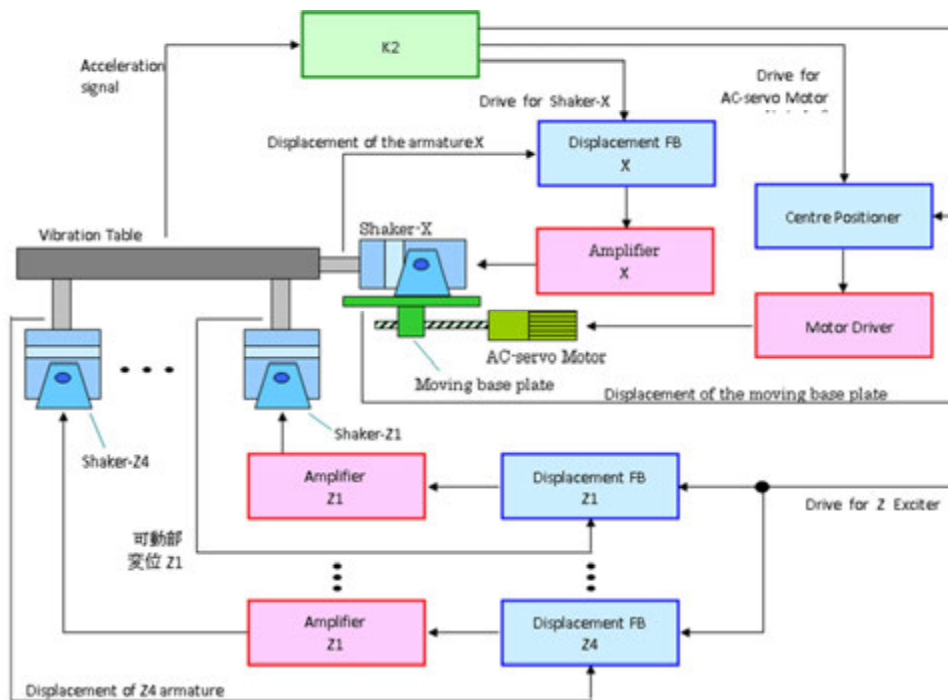 K2
Acceleration
signal
Drive for
AC-servo Motor
Drive for Shaker-X
Displacement of the armature X
Displacement FB
X
Centre Positioner
Vibration Table
Shaker-X
Amplifier
X
Motor Driver
AC-servo Motor
Moving base plate
Displacement of the moving base plate
Shaker-Z4
Shaker-Z1
Amplifier
Z1
Displacement FB
Z1
Drive for Z Exciter
可動部
変位 Z1
Amplifier
Z1
Displacement FB
Z4
Displacement of Z4 armature